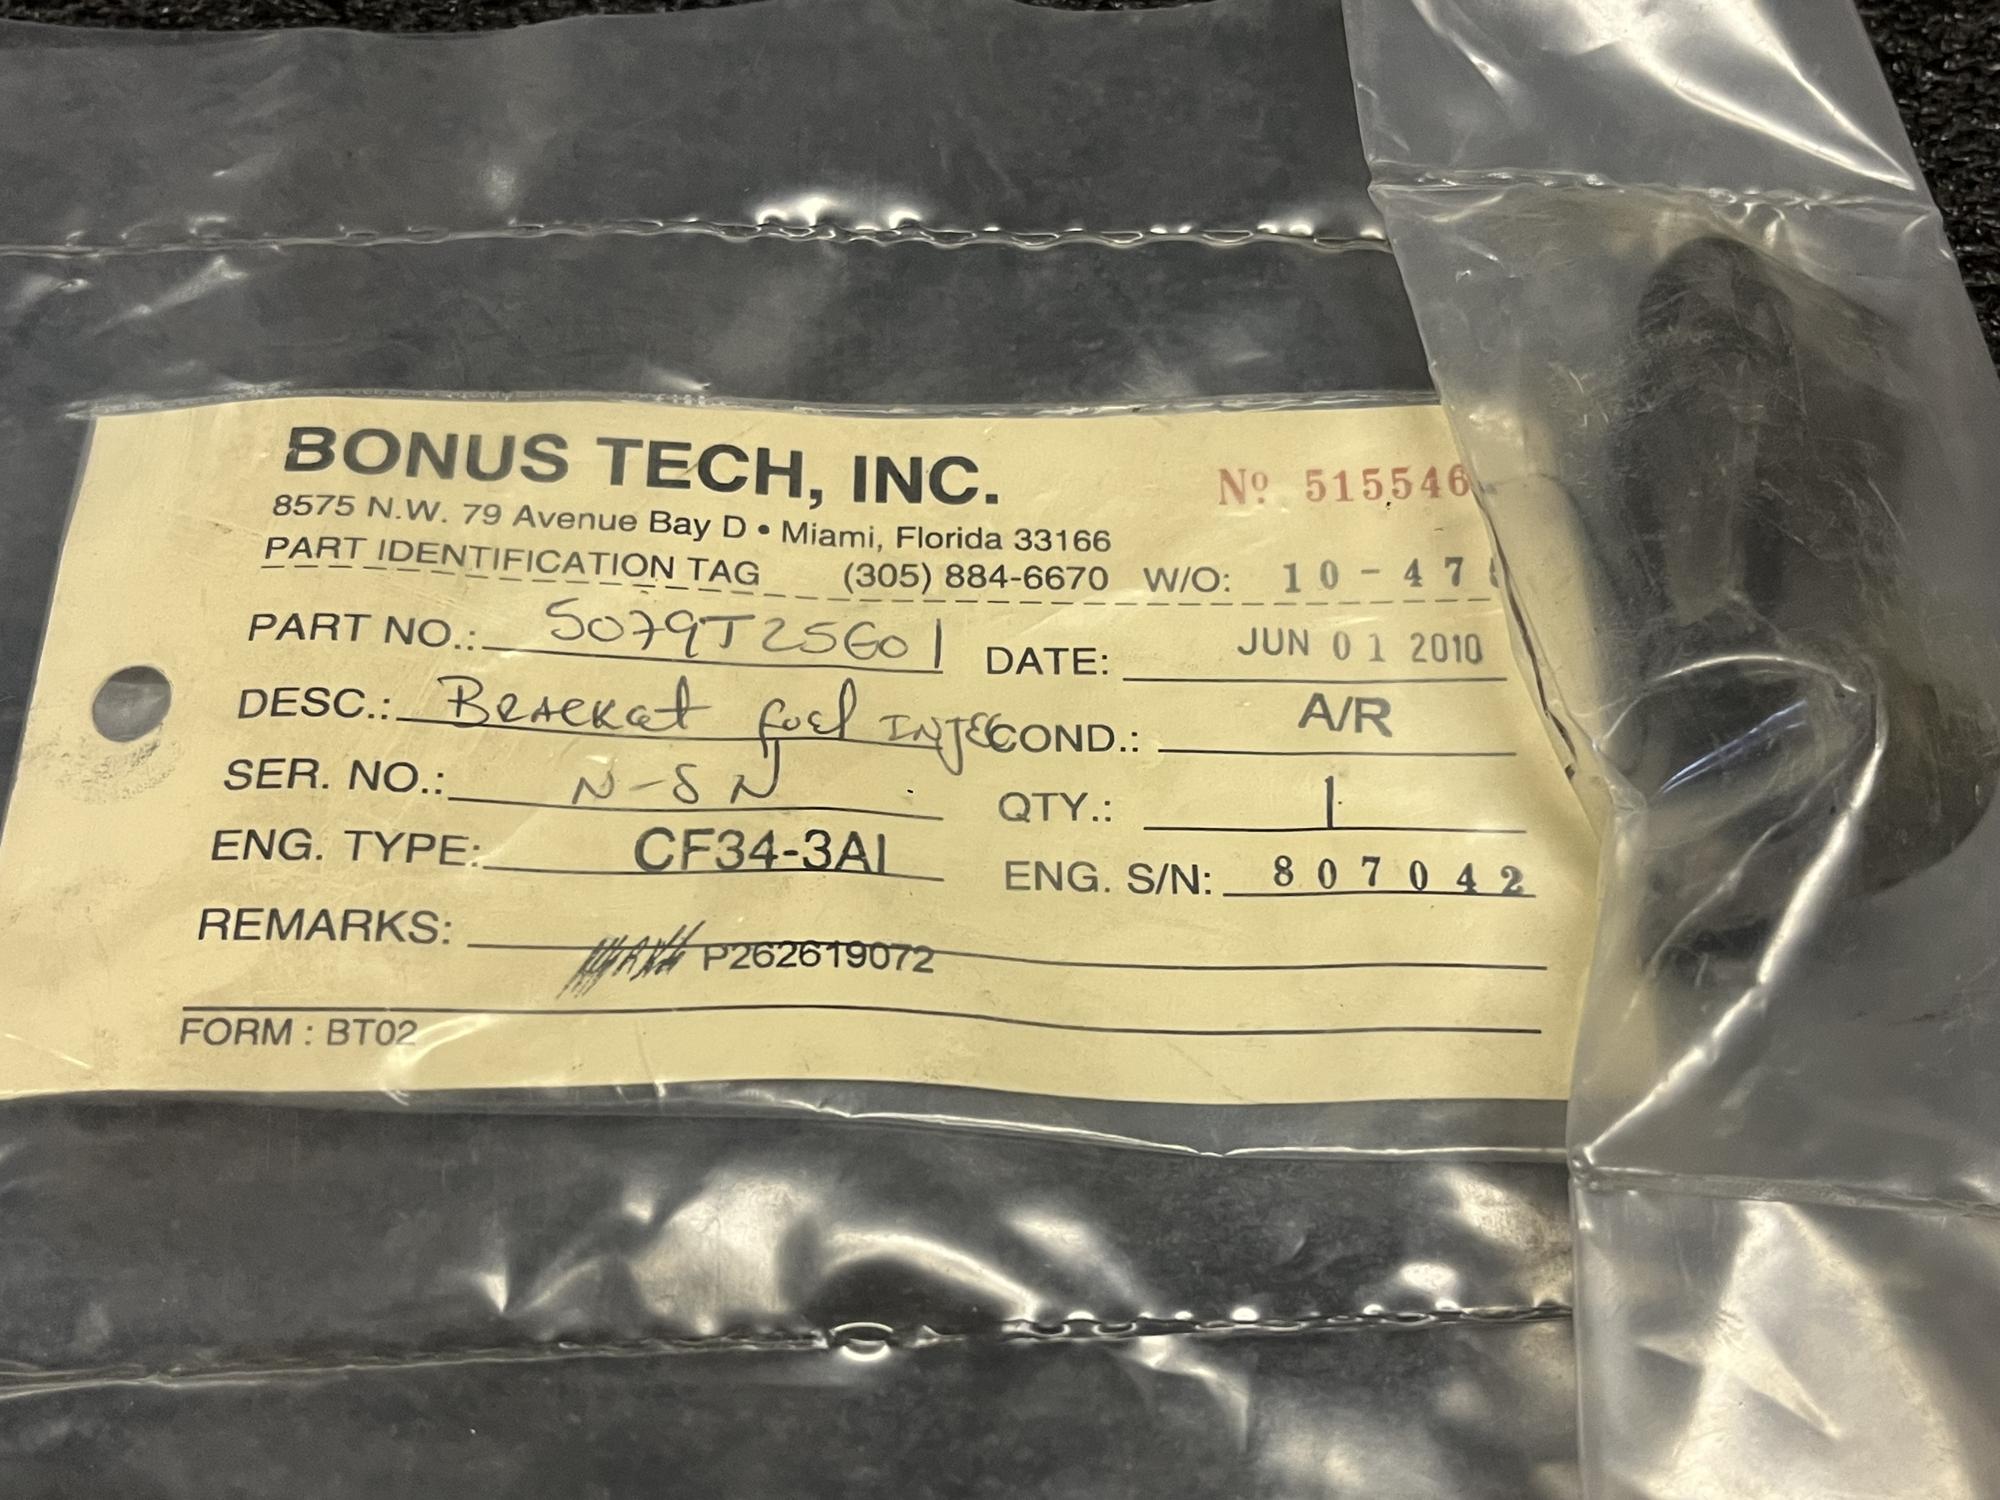 BONUS TECH, INC.
Nº 515546
8575 N.W. 79 Avenue Bay D • Miami, Florida 33166
PART IDENTIFICATION TAG (305) 884-6670 W/O: 10-47
PART NO.: 5079T25G01 DATE: JUN 01 2010
DESC.: Bracket fuel INJEC COND.: A/R
SER. NO.: N-SN QTY.: 1
ENG. TYPE: CF34-3A1 ENG. S/N: 807042
REMARKS: P262619072
FORM : BT02